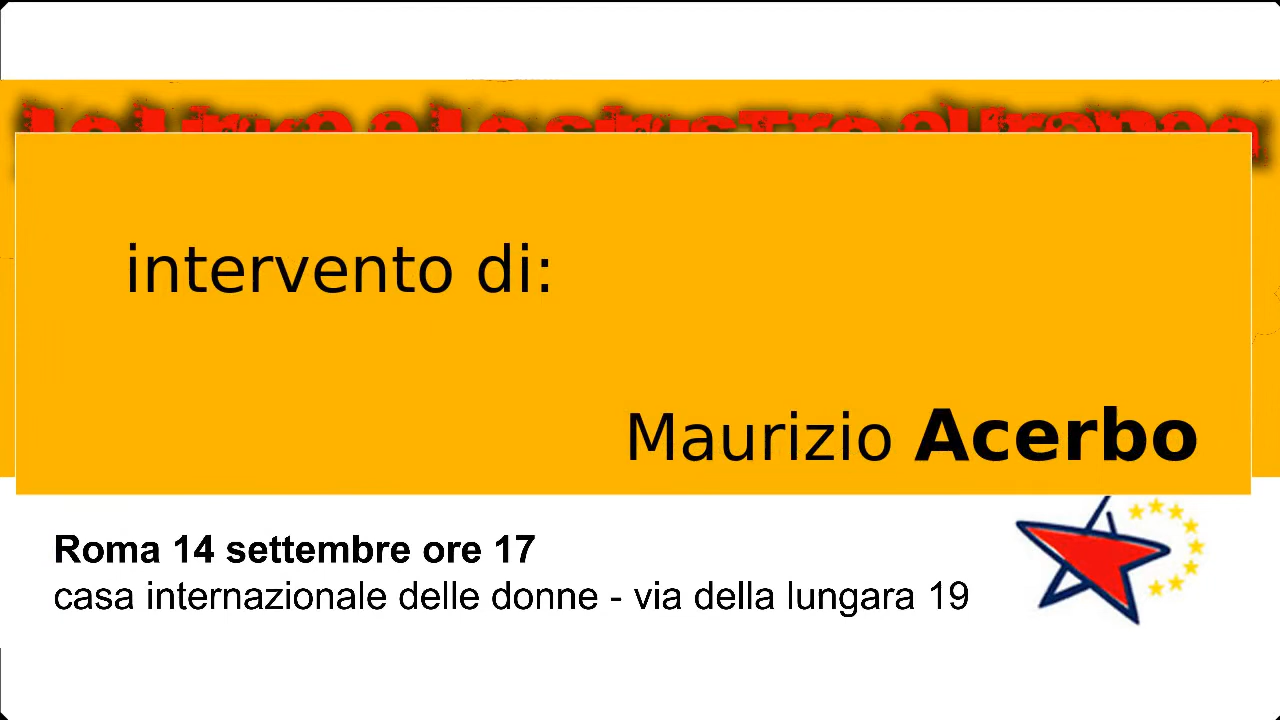 intervento di:
Maurizio Acerbo
Roma 14 settembre ore 17
casa internazionale delle donne - via della lungara 19